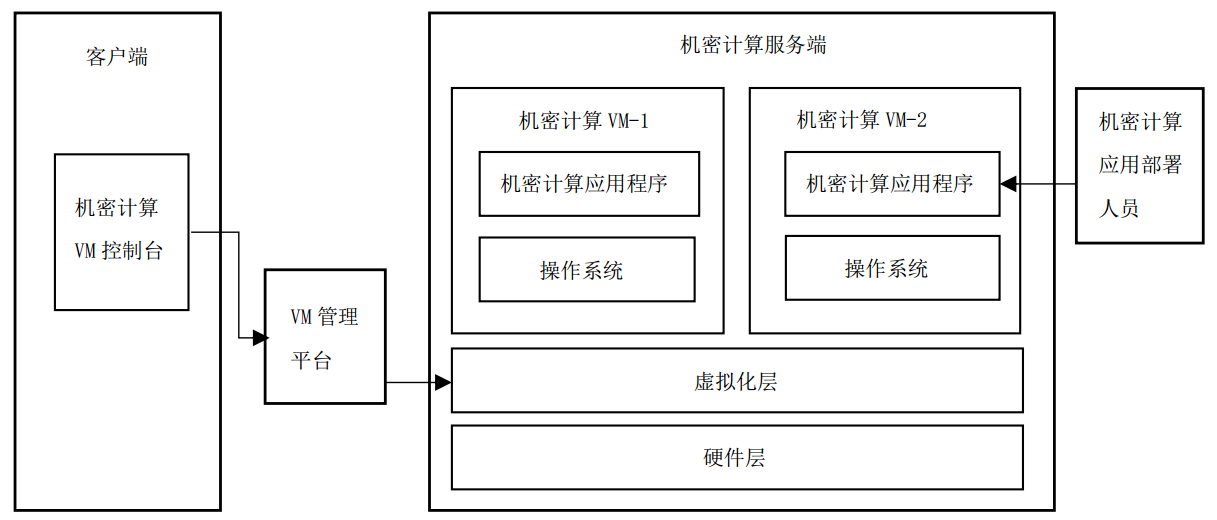 客户端
机密计算
VM 控制台
VM 管理
平台
机密计算服务端
机密计算 VM-1
机密计算应用程序
操作系统
机密计算 VM-2
机密计算应用程序
操作系统
虚拟化层
硬件层
机密计算
应用部署
人员